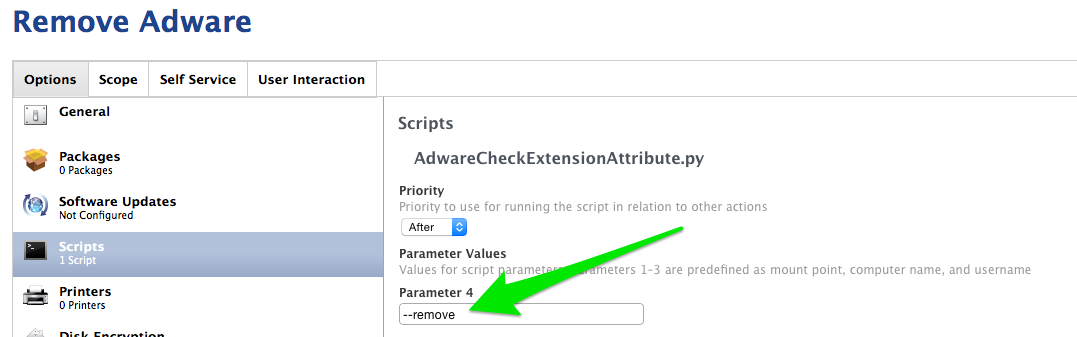 Remove Adware
Options
Scope
Self Service
User Interaction
General
Packages
0 Packages
Software Updates
Not Configured
Scripts
1 Script
Printers
0 Printers
Disk Encryption
Scripts
AdwareCheckExtensionAttribute.py
Priority
Priority to use for running the script in relation to other actions
After
Parameter Values
Values for script parameters. Parameters 1-3 are predefined as mount point, computer name, and username
Parameter 4
--remove